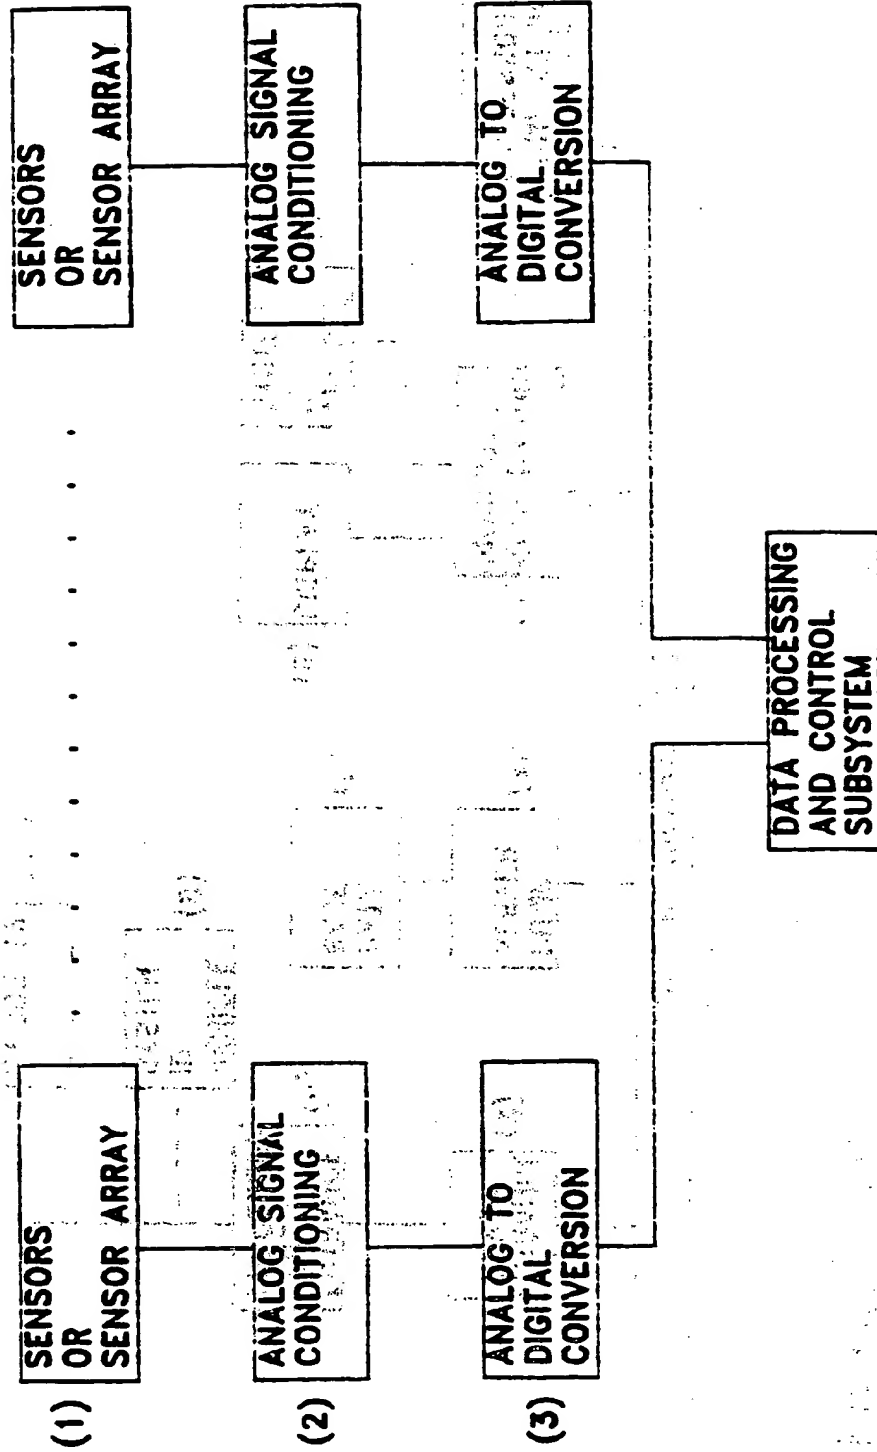 (1)
SENSORS
OR
SENSOR ARRAY
SENSORS
OR
SENSOR ARRAY
(2)
ANALOG SIGNAL
CONDITIONING
ANALOG SIGNAL
CONDITIONING
(3)
ANALOG TO
DIGITAL
CONVERSION
ANALOG TO
DIGITAL
CONVERSION
DATA PROCESSING
AND CONTROL
SUBSYSTEM